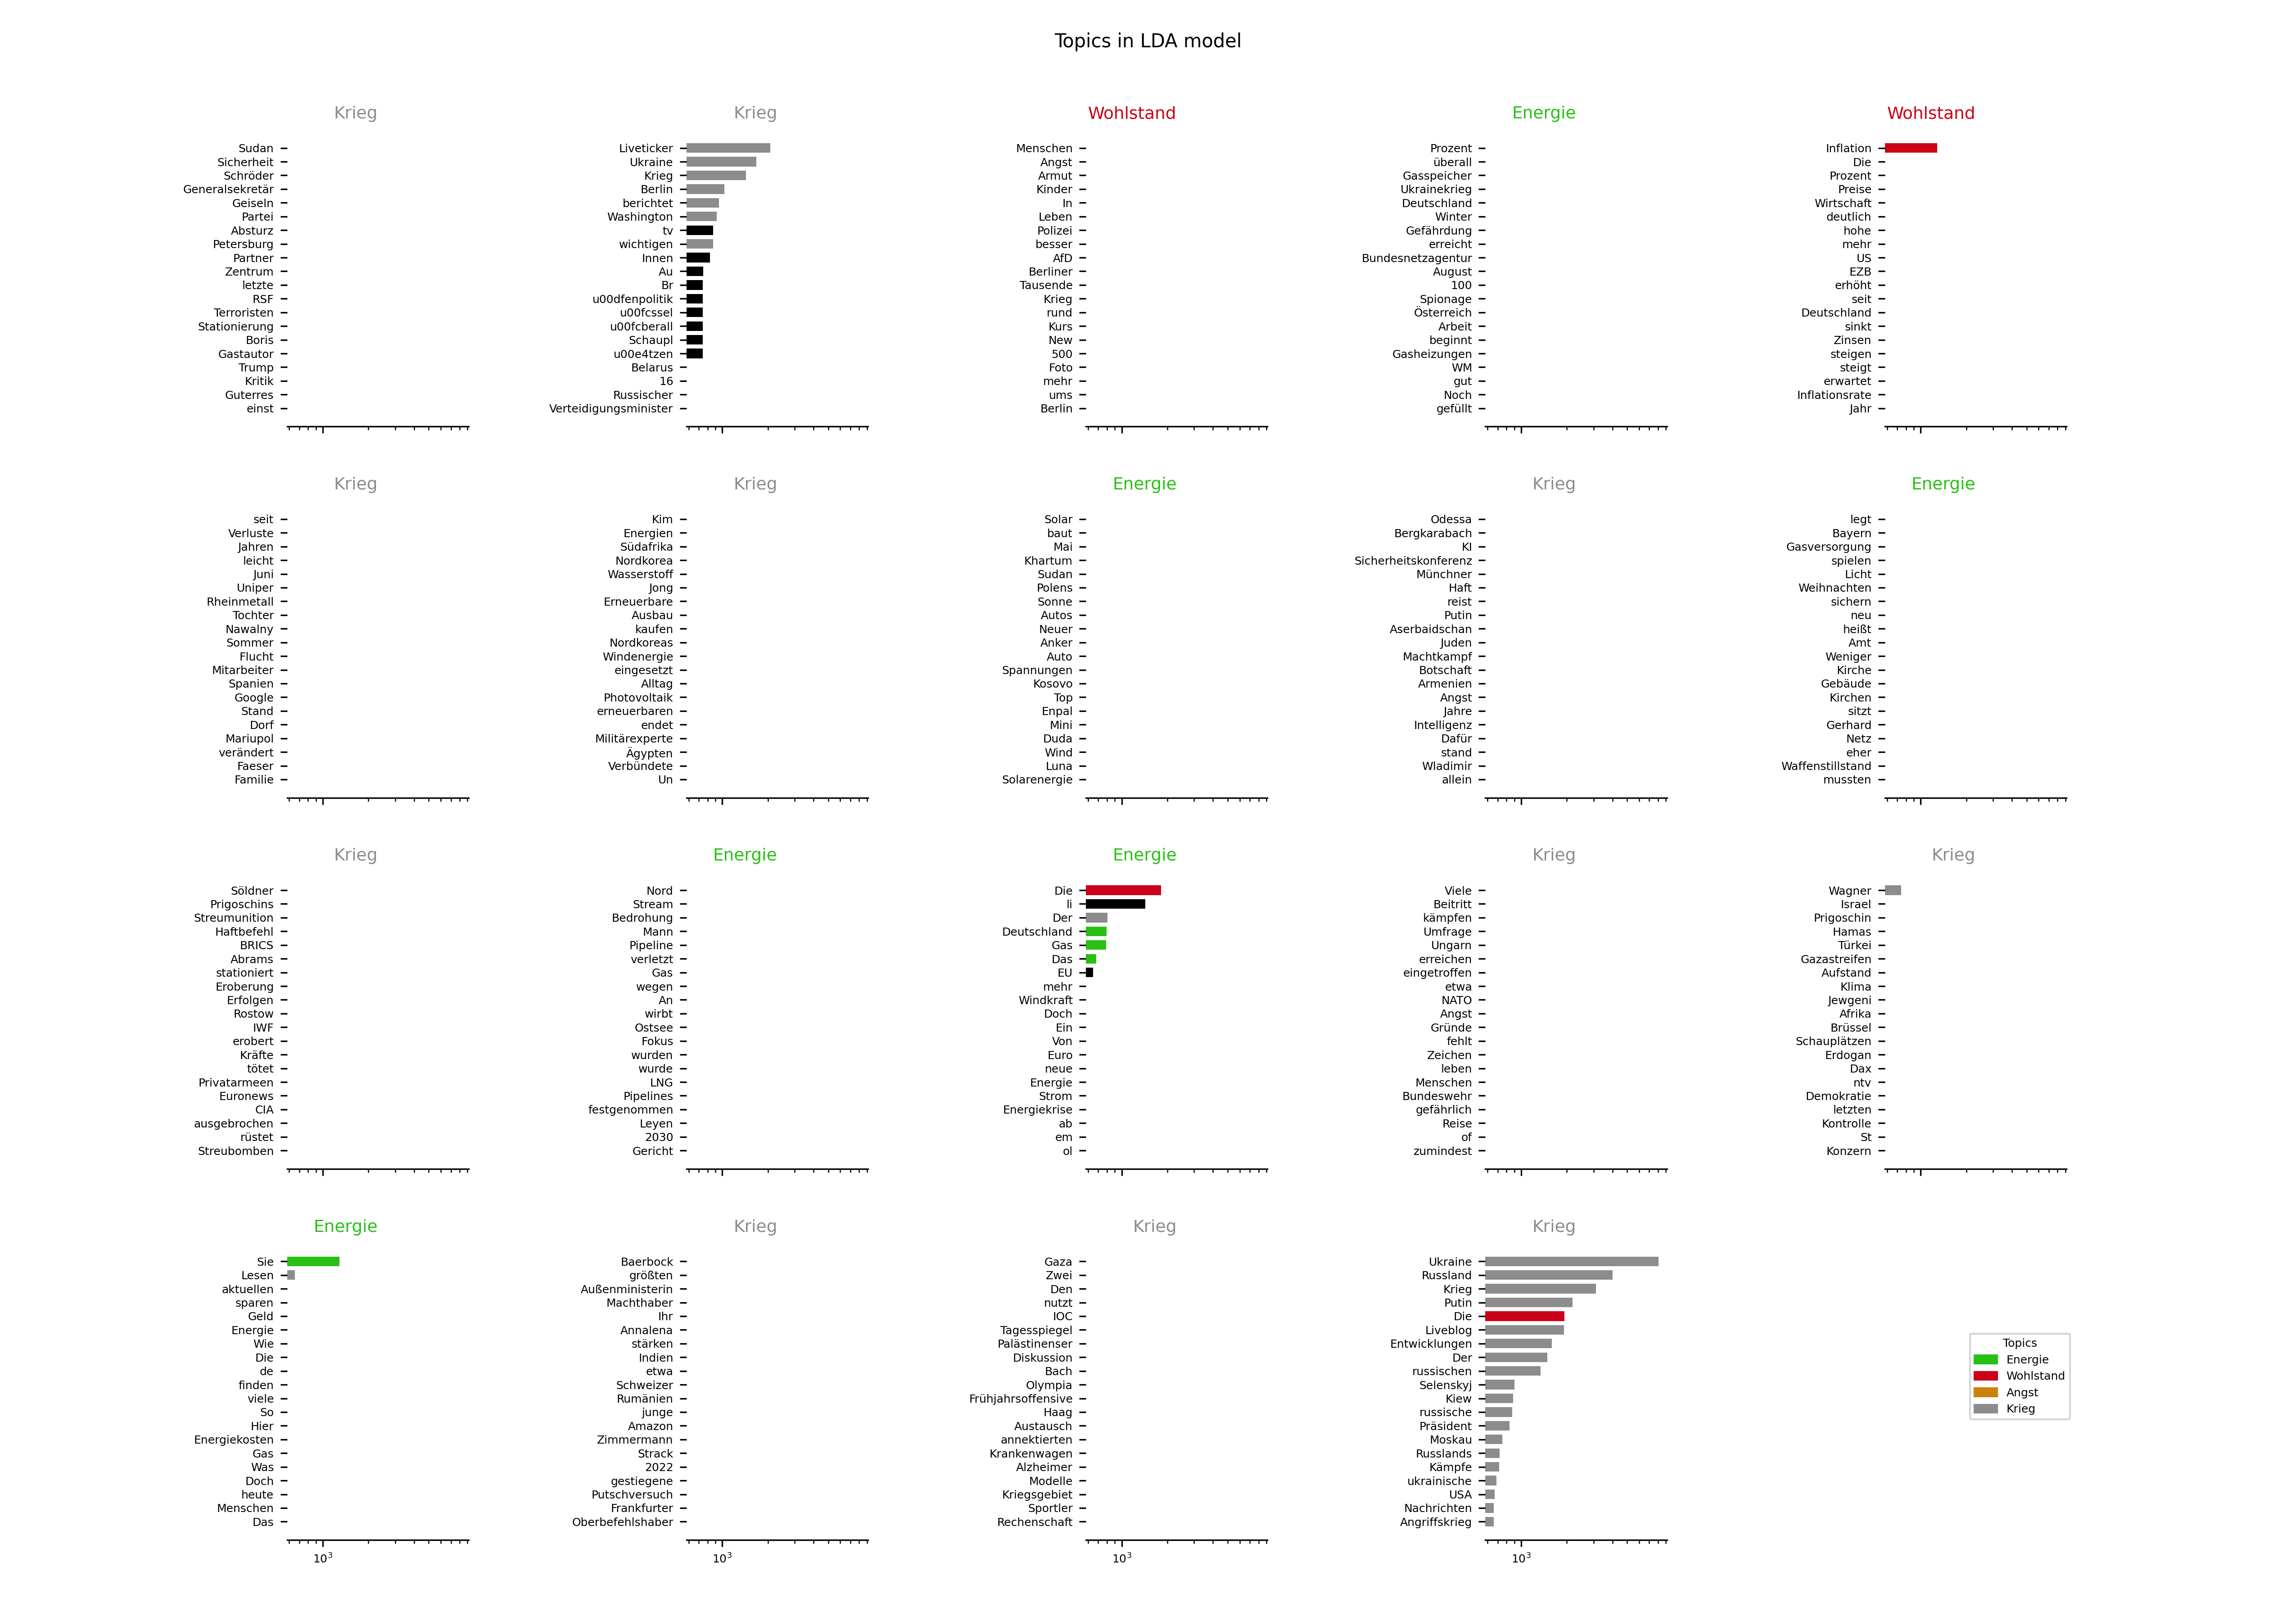 Topics in LDA model
Krieg
Sudan
Sicherheit
Schröder
Generalsekretär
Geiseln
Partei
Absturz
Petersburg
Partner
Zentrum
letzte
RSF
Terroristen
Stationierung
Boris
Gastautor
Trump
Kritik
Guterres
einst
Krieg
Liveticker
Ukraine
Krieg
Berlin
berichtet
Washington
tv
wichtigen
Innen
Au
Br
u00dfenpolitik
u00fcssel
u00fcberall
Schaupl
u00e4tzen
Belarus
16
Russischer
Verteidigungsminister
Wohlstand
Menschen
Angst
Armut
Kinder
In
Leben
Polizei
besser
AfD
Berliner
Tausende
Krieg
rund
Kurs
New
500
Foto
mehr
ums
Berlin
Energie
Prozent
überall
Gasspeicher
Ukrainekrieg
Deutschland
Winter
Gefährdung
erreicht
Bundesnetzagentur
August
100
Spionage
Österreich
Arbeit
beginnt
Gasheizungen
WM
gut
Noch
gefüllt
Wohlstand
Inflation
Die
Prozent
Preise
Wirtschaft
deutlich
hohe
mehr
US
EZB
erhöht
seit
Deutschland
sinkt
Zinsen
steigen
steigt
erwartet
Inflationsrate
Jahr
Krieg
seit
Verluste
Jahren
leicht
Juni
Uniper
Rheinmetall
Tochter
Nawalny
Sommer
Flucht
Mitarbeiter
Spanien
Google
Stand
Dorf
Mariupol
verändert
Faeser
Familie
Krieg
Kim
Energien
Südafrika
Nordkorea
Wasserstoff
Jong
Erneuerbare
Ausbau
kaufen
Nordkoreas
Windenergie
eingesetzt
Alltag
Photovoltaik
erneuerbaren
endet
Militärexperte
Ägypten
Verbündete
Un
Energie
Solar
baut
Mai
Khartum
Sudan
Polens
Sonne
Autos
Neuer
Anker
Auto
Spannungen
Kosovo
Top
Enpal
Mini
Duda
Wind
Luna
Solarenergie
Krieg
Odessa
Bergkarabach
KI
Sicherheitskonferenz
Münchner
Haft
reist
Putin
Aserbaidschan
Juden
Machtkampf
Botschaft
Armenien
Angst
Jahre
Intelligenz
Dafür
stand
Wladimir
allein
Energie
legt
Bayern
Gasversorgung
spielen
Licht
Weihnachten
sichern
neu
heißt
Amt
Weniger
Kirche
Gebäude
Kirchen
sitzt
Gerhard
Netz
eher
Waffenstillstand
mussten
Krieg
Söldner
Prigoschins
Streumunition
Haftbefehl
BRICS
Abrams
stationiert
Eroberung
Erfolgen
Rostow
IWF
erobert
Kräfte
tötet
Privatarmeen
Euronews
CIA
ausgebrochen
rüstet
Streubomben
Energie
Nord
Stream
Bedrohung
Mann
Pipeline
verletzt
Gas
wegen
An
wirbt
Ostsee
Fokus
wurden
wurde
LNG
Pipelines
festgenommen
Leyen
2030
Gericht
Energie
Die
li
Der
Deutschland
Gas
Das
EU
mehr
Windkraft
Doch
Ein
Von
Euro
neue
Energie
Strom
Energiekrise
ab
em
ol
Krieg
Viele
Beitritt
kämpfen
Umfrage
Ungarn
erreichen
eingetroffen
etwa
NATO
Angst
Gründe
fehlt
Zeichen
leben
Menschen
Bundeswehr
gefährlich
Reise
of
zumindest
Krieg
Wagner
Israel
Prigoschin
Hamas
Türkei
Gazastreifen
Aufstand
Klima
Jewgeni
Afrika
Brüssel
Schauplätzen
Erdogan
Dax
ntv
Demokratie
letzten
Kontrolle
St
Konzern
Energie
Sie
Lesen
aktuellen
sparen
Geld
Energie
Wie
Die
de
finden
viele
So
Hier
Energiekosten
Gas
Was
Doch
heute
Menschen
Das
10³
Krieg
Baerbock
größten
Außenministerin
Machthaber
Ihr
Annalena
stärken
Indien
etwa
Schweizer
Rumänien
junge
Amazon
Zimmermann
Strack
2022
gestiegene
Putschversuch
Frankfurter
Oberbefehlshaber
10³
Krieg
Gaza
Zwei
Den
nutzt
IOC
Tagesspiegel
Palästinenser
Diskussion
Bach
Olympia
Frühjahrsoffensive
Haag
Austausch
annektierten
Krankenwagen
Alzheimer
Modelle
Kriegsgebiet
Sportler
Rechenschaft
10³
Krieg
Ukraine
Russland
Krieg
Putin
Die
Liveblog
Entwicklungen
Der
russischen
Selenskyj
Kiew
russische
Präsident
Moskau
Russlands
Kämpfe
ukrainische
USA
Nachrichten
Angriffskrieg
10³
Topics
Energie
Wohlstand
Angst
Krieg